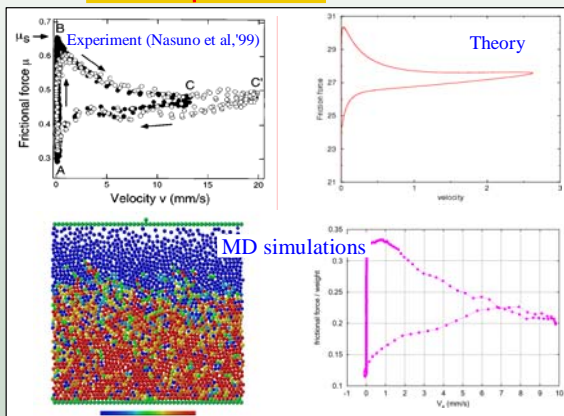 Experiment (Nasuno et al,'99)
μs
B
C
C'
A
Frictional force μ
0.7
0.6
0.5
0.4
0.3
0
5
10
15
20
Velocity v (mm/s)
Theory
Friction force
31
29
27
25
23
21
0
1
2
3
velocity
MD simulations
frictional force / weight
0.35
0.3
0.25
0.2
0.15
0.1
-1
0
1
2
3
4
5
6
7
8
9
10
(mm/s)